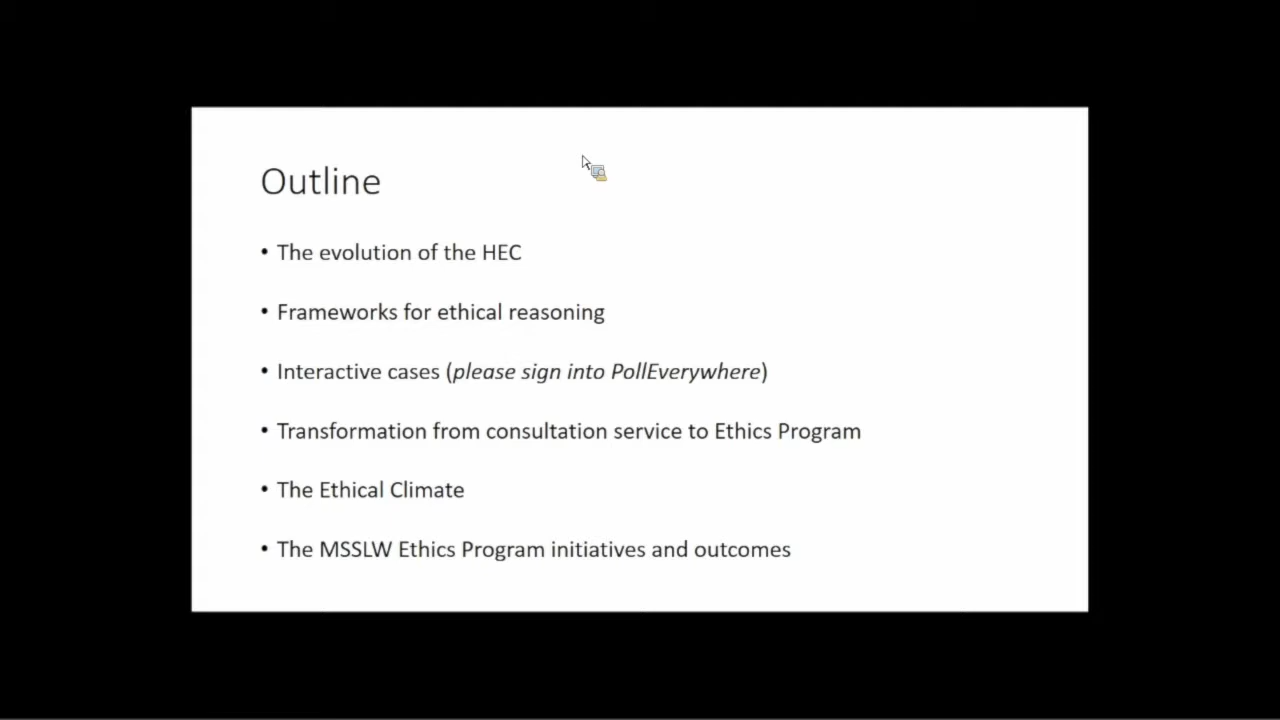 Outline
• The evolution of the HEC
• Frameworks for ethical reasoning
• Interactive cases (please sign into PollEverywhere)
• Transformation from consultation service to Ethics Program
• The Ethical Climate
• The MSSLW Ethics Program initiatives and outcomes